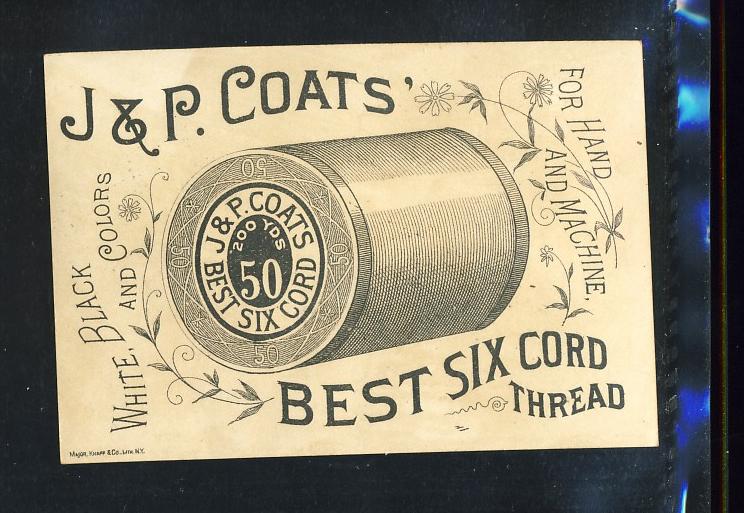 J & P. COATS'
FOR HAND
AND MACHINE,
WHITE, BLACK
AND COLORS
50
50
50
50
J & P. COATS
200 YDS
50
BEST SIX CORD
BEST SIX CORD
THREAD
MAJOR, KNAPP & CO., LITH. N.Y.